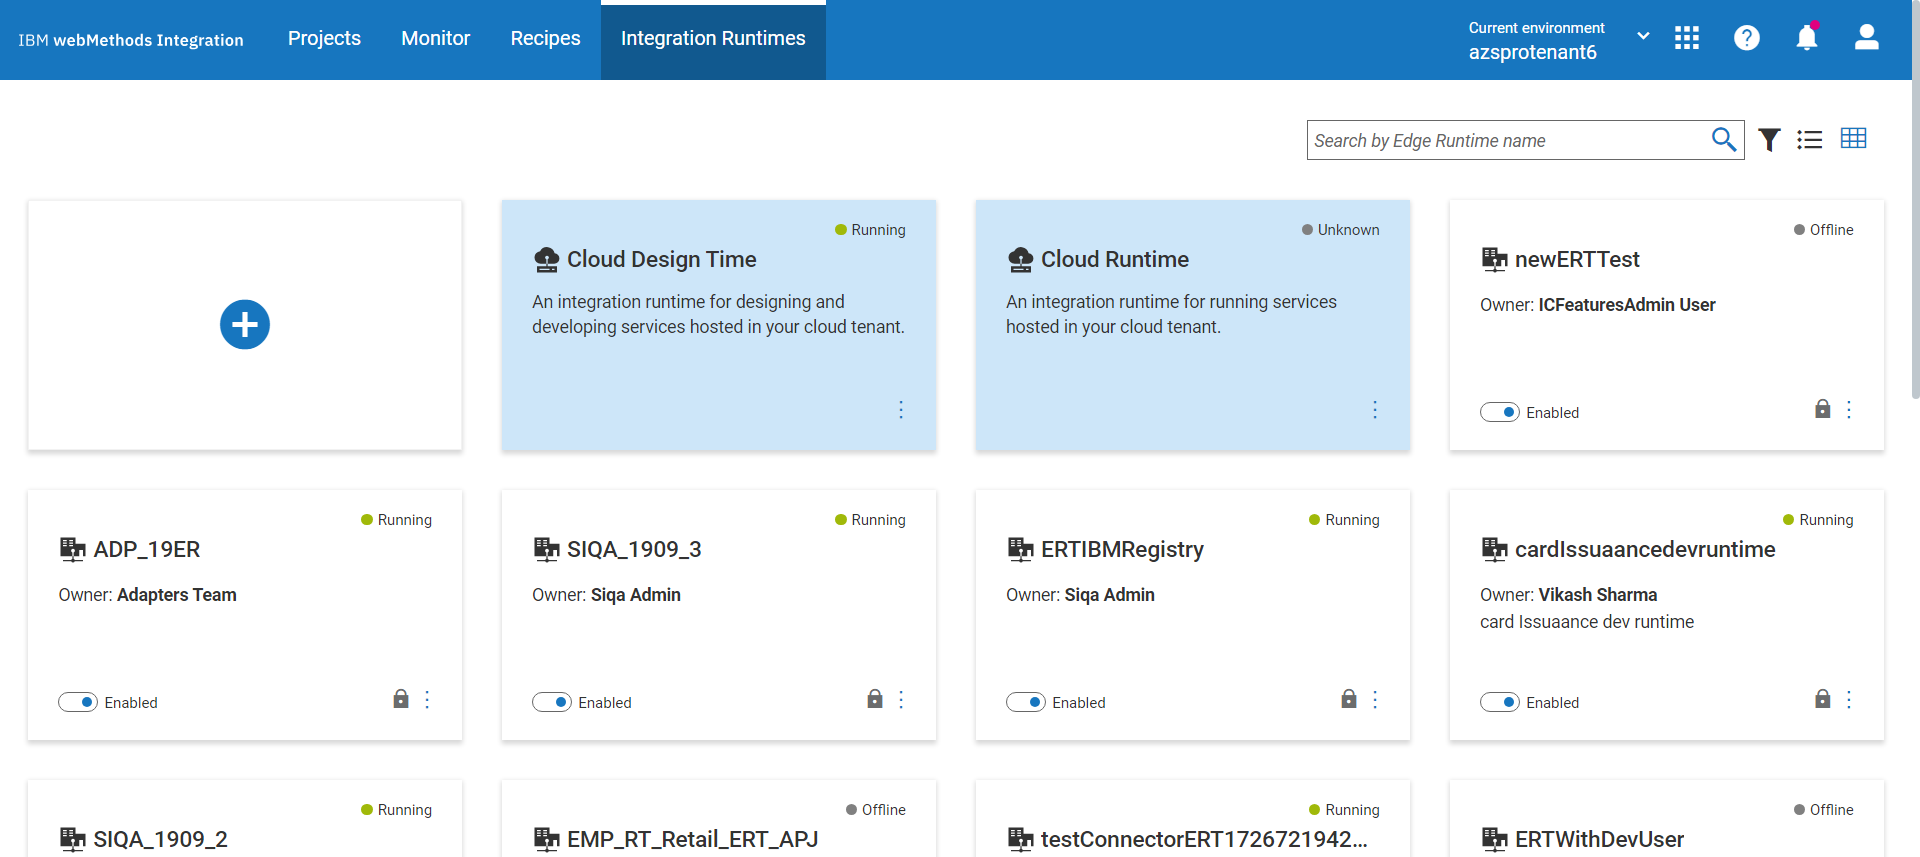 IBM webMethods Integration
Projects
Monitor
Recipes
Integration Runtimes
Current environment
azsprotenant6
Search by Edge Runtime name
Running
Cloud Design Time
An integration runtime for designing and
developing services hosted in your cloud tenant.
Unknown
Cloud Runtime
An integration runtime for running services
hosted in your cloud tenant.
Offline
newERTTest
Owner: ICFeaturesAdmin User
Enabled
Running
ADP_19ER
Owner: Adapters Team
Enabled
Running
SIQA_1909_3
Owner: Siqa Admin
Enabled
Running
ERTIBMRegistry
Owner: Siqa Admin
Enabled
Running
cardIssuaancedevruntime
Owner: Vikash Sharma
card Issuaance dev runtime
Enabled
Running
SIQA_1909_2
Offline
EMP_RT_Retail_ERT_APJ
Running
testConnectorERT1726721942...
Offline
ERTWithDevUser